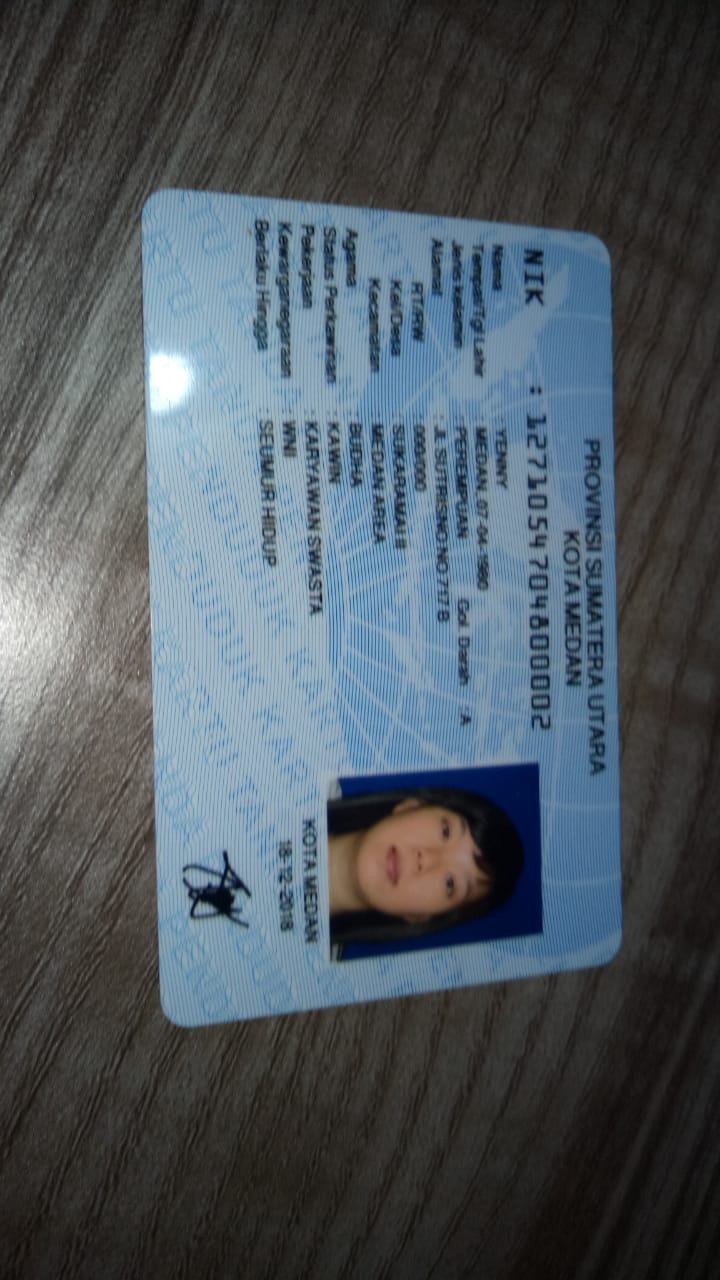 PROVINSI SUMATERA UTARA
KOTA MEDAN
NIK : 1271054704800002
Nama : YENNY
Tempat/Tgl Lahir : MEDAN, 07-04-1980
Jenis kelamin : PEREMPUAN Gol. Darah : A
Alamat : JL SUTRISNO NO 717 B
RT/RW : 000/000
Kel/Desa : SUKARAMAI II
Kecamatan : MEDAN AREA
Agama : BUDHA
Status Perkawinan : KAWIN
Pekerjaan : KARYAWAN SWASTA
Kewarganegaraan : WNI
Berlaku Hingga : SEUMUR HIDUP
KOTA MEDAN
18-12-2018